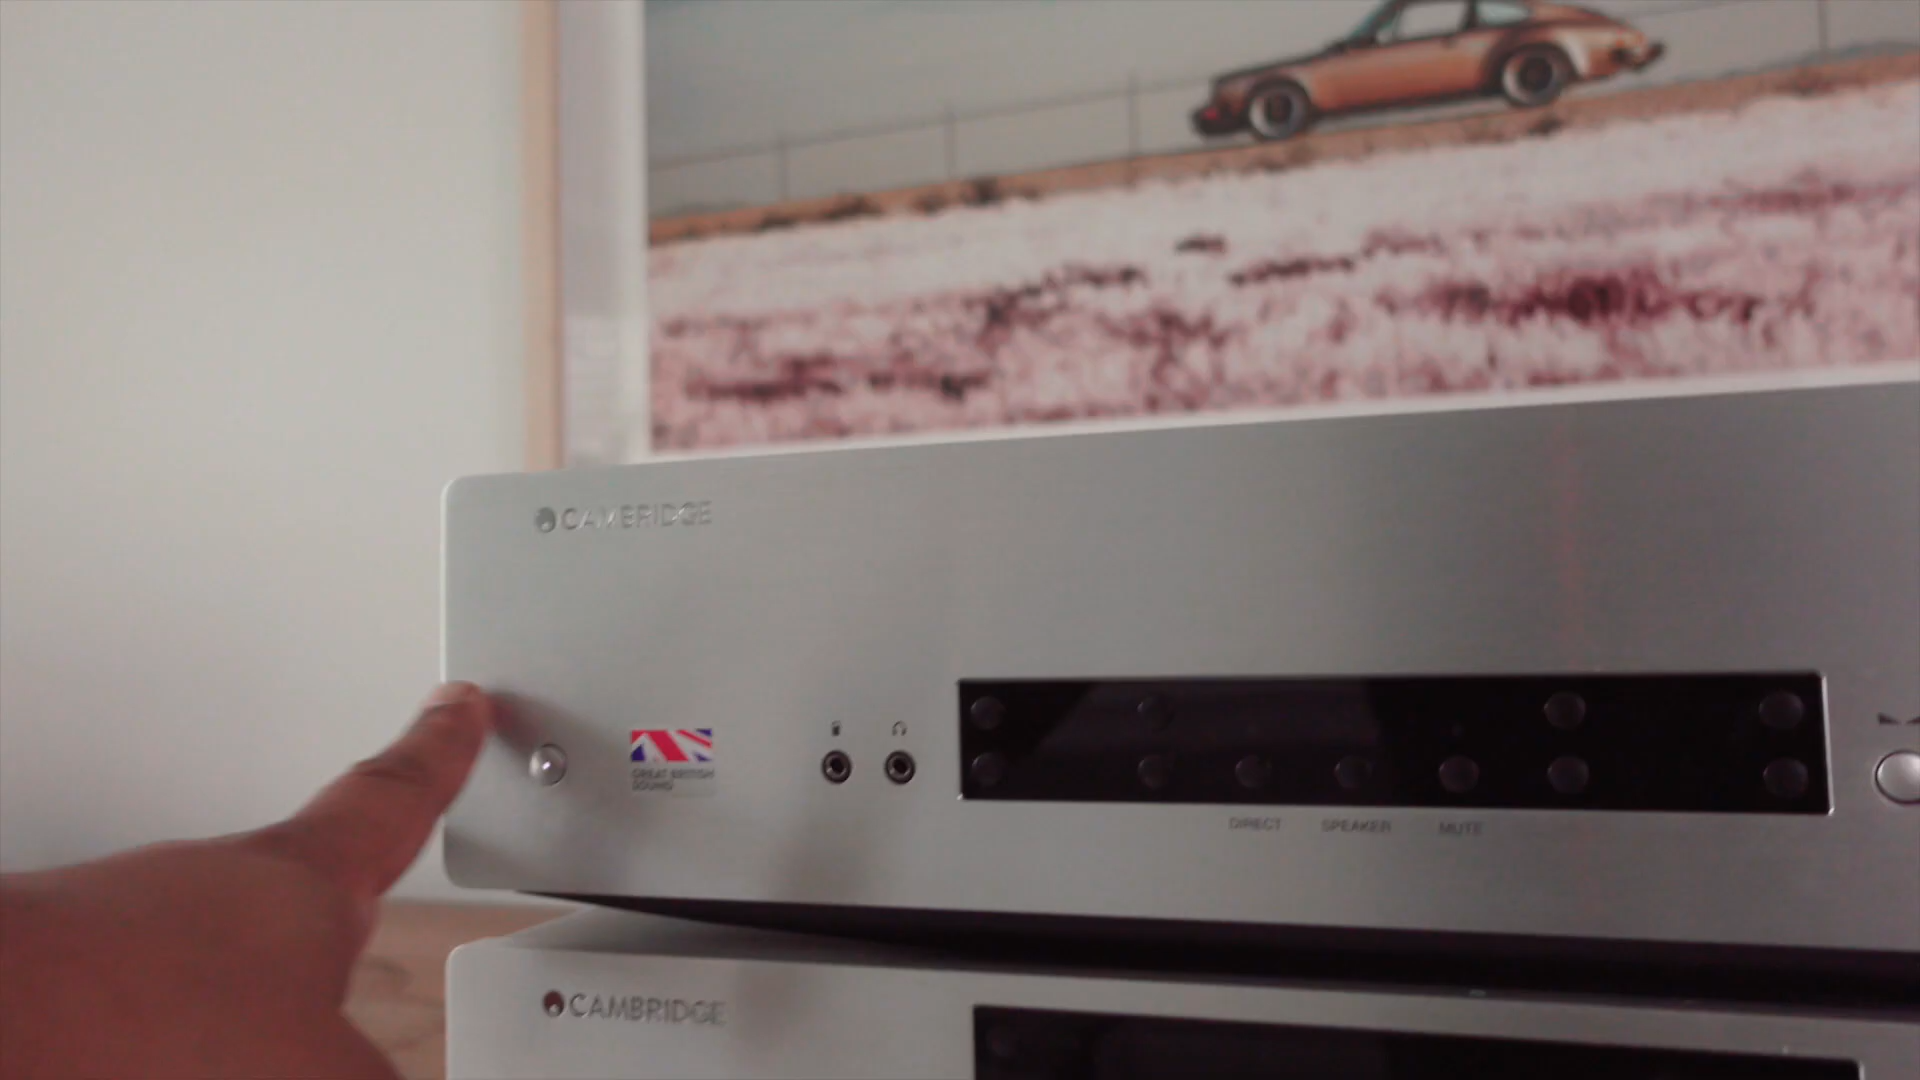 CAMBRIDGE
GREAT BRITISH
SOUND
DIRECT SPEAKER MUTE
CAMBRIDGE